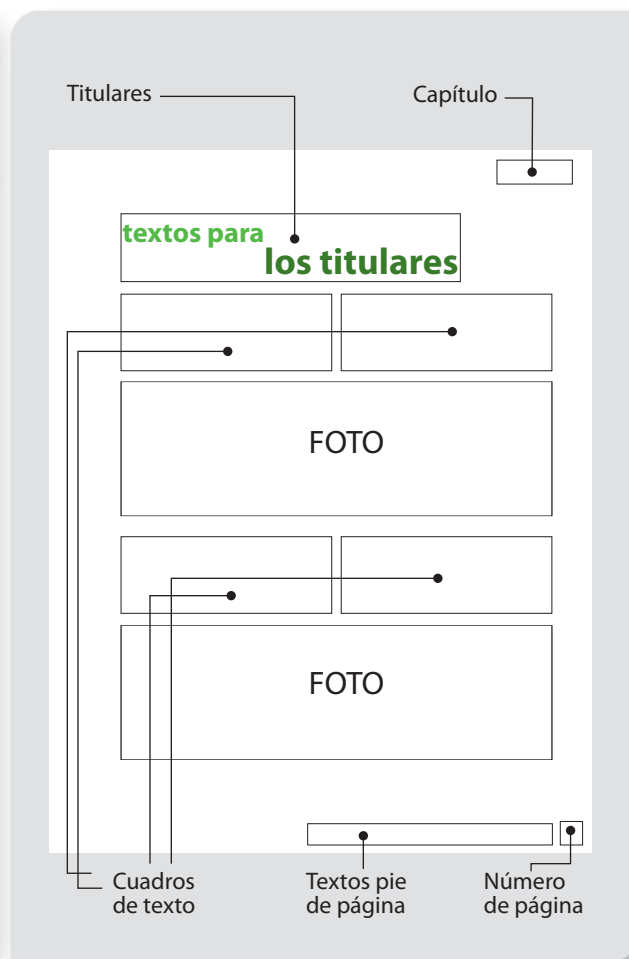 Titulares
Capítulo
textos para
los titulares
FOTO
FOTO
Cuadros
de texto
Textos pie
de página
Número
de página